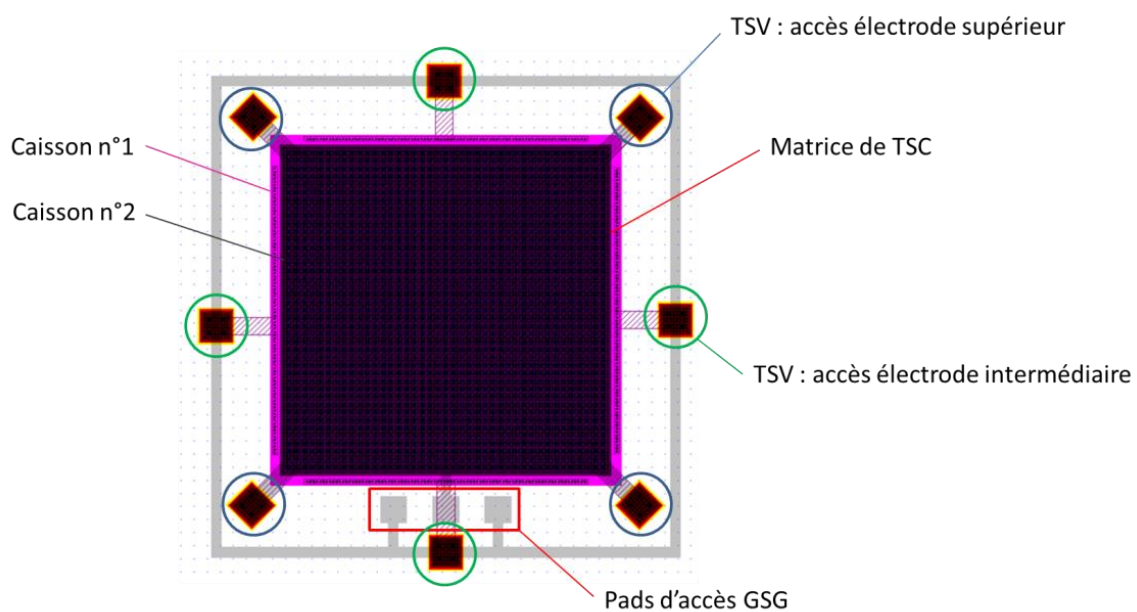 TSV : accès électrode supérieur
Caisson n°1
Matrice de TSC
Caisson n°2
TSV : accès électrode intermédiaire
Pads d'accès GSG